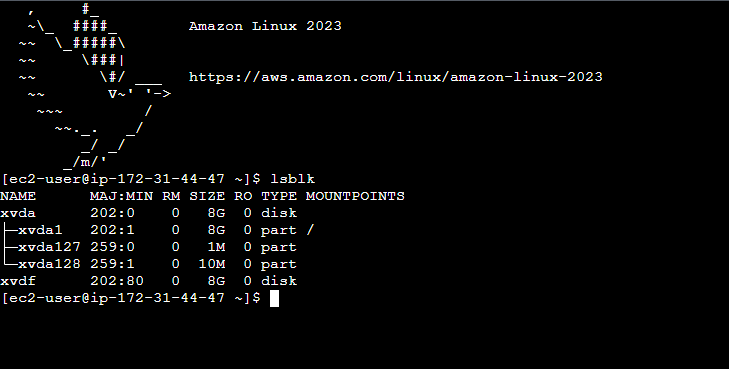 ,     #_
   ~\_  ####_        Amazon Linux 2023
  ~~  \_#####\
  ~~     \###|
  ~~       \#/ ___   https://aws.amazon.com/linux/amazon-linux-2023
   ~~       V~' '->
    ~~~         /
      ~~._.   _/
         _/ _/
       _/m/'
[ec2-user@ip-172-31-44-47 ~]$ lsblk
NAME      MAJ:MIN RM SIZE RO TYPE MOUNTPOINTS
xvda      202:0    0   8G  0 disk
├─xvda1   202:1    0   8G  0 part /
├─xvda127 259:0    0   1M  0 part
└─xvda128 259:1    0  10M  0 part
xvdf      202:80   0   8G  0 disk
[ec2-user@ip-172-31-44-47 ~]$